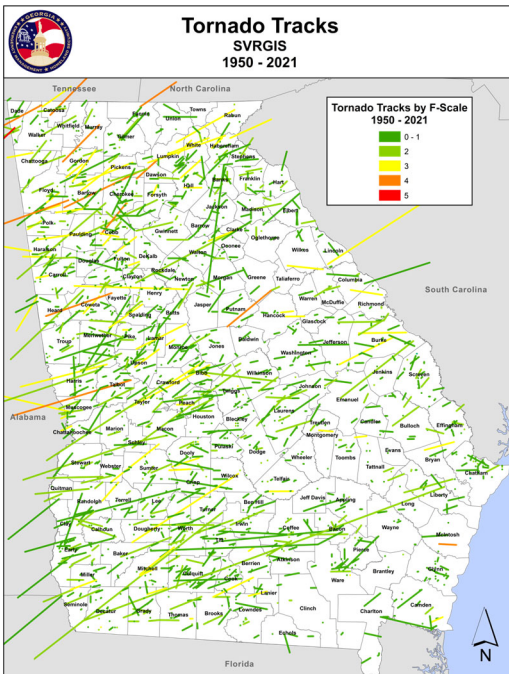 Tornado Tracks
SVRGIS
1950 - 2021
GEORGIA
Tennessee
North Carolina
Tornado Tracks by F-Scale
1950 - 2021
0 - 1
2
3
4
5
South Carolina
Alabama
Florida
N
Dade
Catoosa
Whitfield
Murray
Fannin
Union
Towns
Rabun
Walker
Gilmer
White
Habersham
Lumpkin
Stephens
Chattooga
Gordon
Pickens
Dawson
Hall
Banks
Franklin
Hart
Floyd
Bartow
Cherokee
Forsyth
Jackson
Madison
Elbert
Polk
Paulding
Cobb
Gwinnett
Barrow
Clarke
Oglethorpe
Haralson
Douglas
Fulton
DeKalb
Walton
Oconee
Wilkes
Lincoln
Carroll
Clayton
Rockdale
Newton
Morgan
Greene
Taliaferro
Columbia
Heard
Coweta
Fayette
Henry
Spalding
Butts
Jasper
Putnam
Hancock
Warren
McDuffie
Richmond
Glascock
Troup
Meriwether
Pike
Lamar
Monroe
Jones
Baldwin
Washington
Jefferson
Burke
Upson
Harris
Talbot
Crawford
Bibb
Wilkinson
Johnson
Jenkins
Screven
Muscogee
Taylor
Peach
Twiggs
Houston
Bleckley
Laurens
Emanuel
Treutlen
Candler
Bulloch
Effingham
Chattahoochee
Marion
Macon
Schley
Dooly
Pulaski
Dodge
Montgomery
Wheeler
Toombs
Evans
Bryan
Chatham
Stewart
Webster
Sumter
Wilcox
Telfair
Tattnall
Quitman
Crisp
Randolph
Terrell
Lee
Turner
Ben Hill
Jeff Davis
Appling
Long
Liberty
Clay
Calhoun
Dougherty
Worth
Irwin
Tift
Coffee
Bacon
Wayne
McIntosh
Early
Baker
Berrien
Atkinson
Pierce
Miller
Mitchell
Colquitt
Cook
Ware
Brantley
Glynn
Seminole
Decatur
Grady
Thomas
Brooks
Lowndes
Lanier
Clinch
Charlton
Camden
Echols